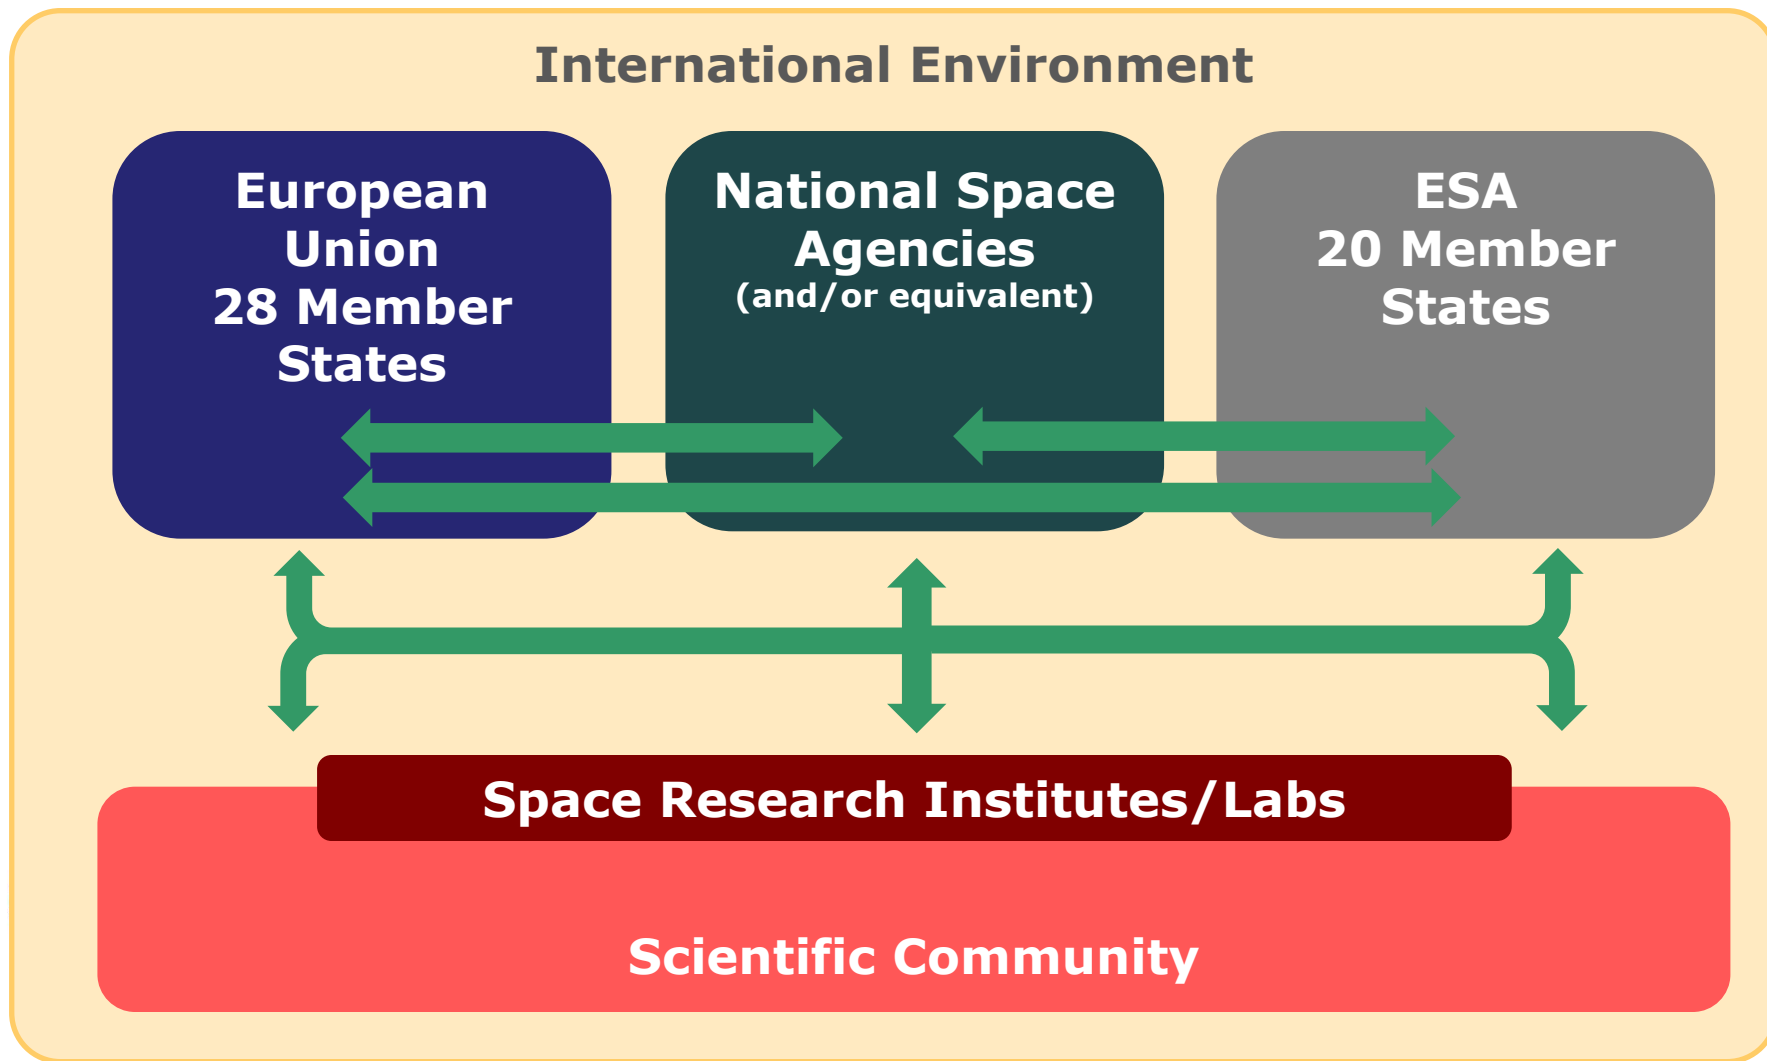 International Environment
European
Union
28 Member
States
National Space
Agencies
(and/or equivalent)
ESA
20 Member
States
Space Research Institutes/Labs
Scientific Community